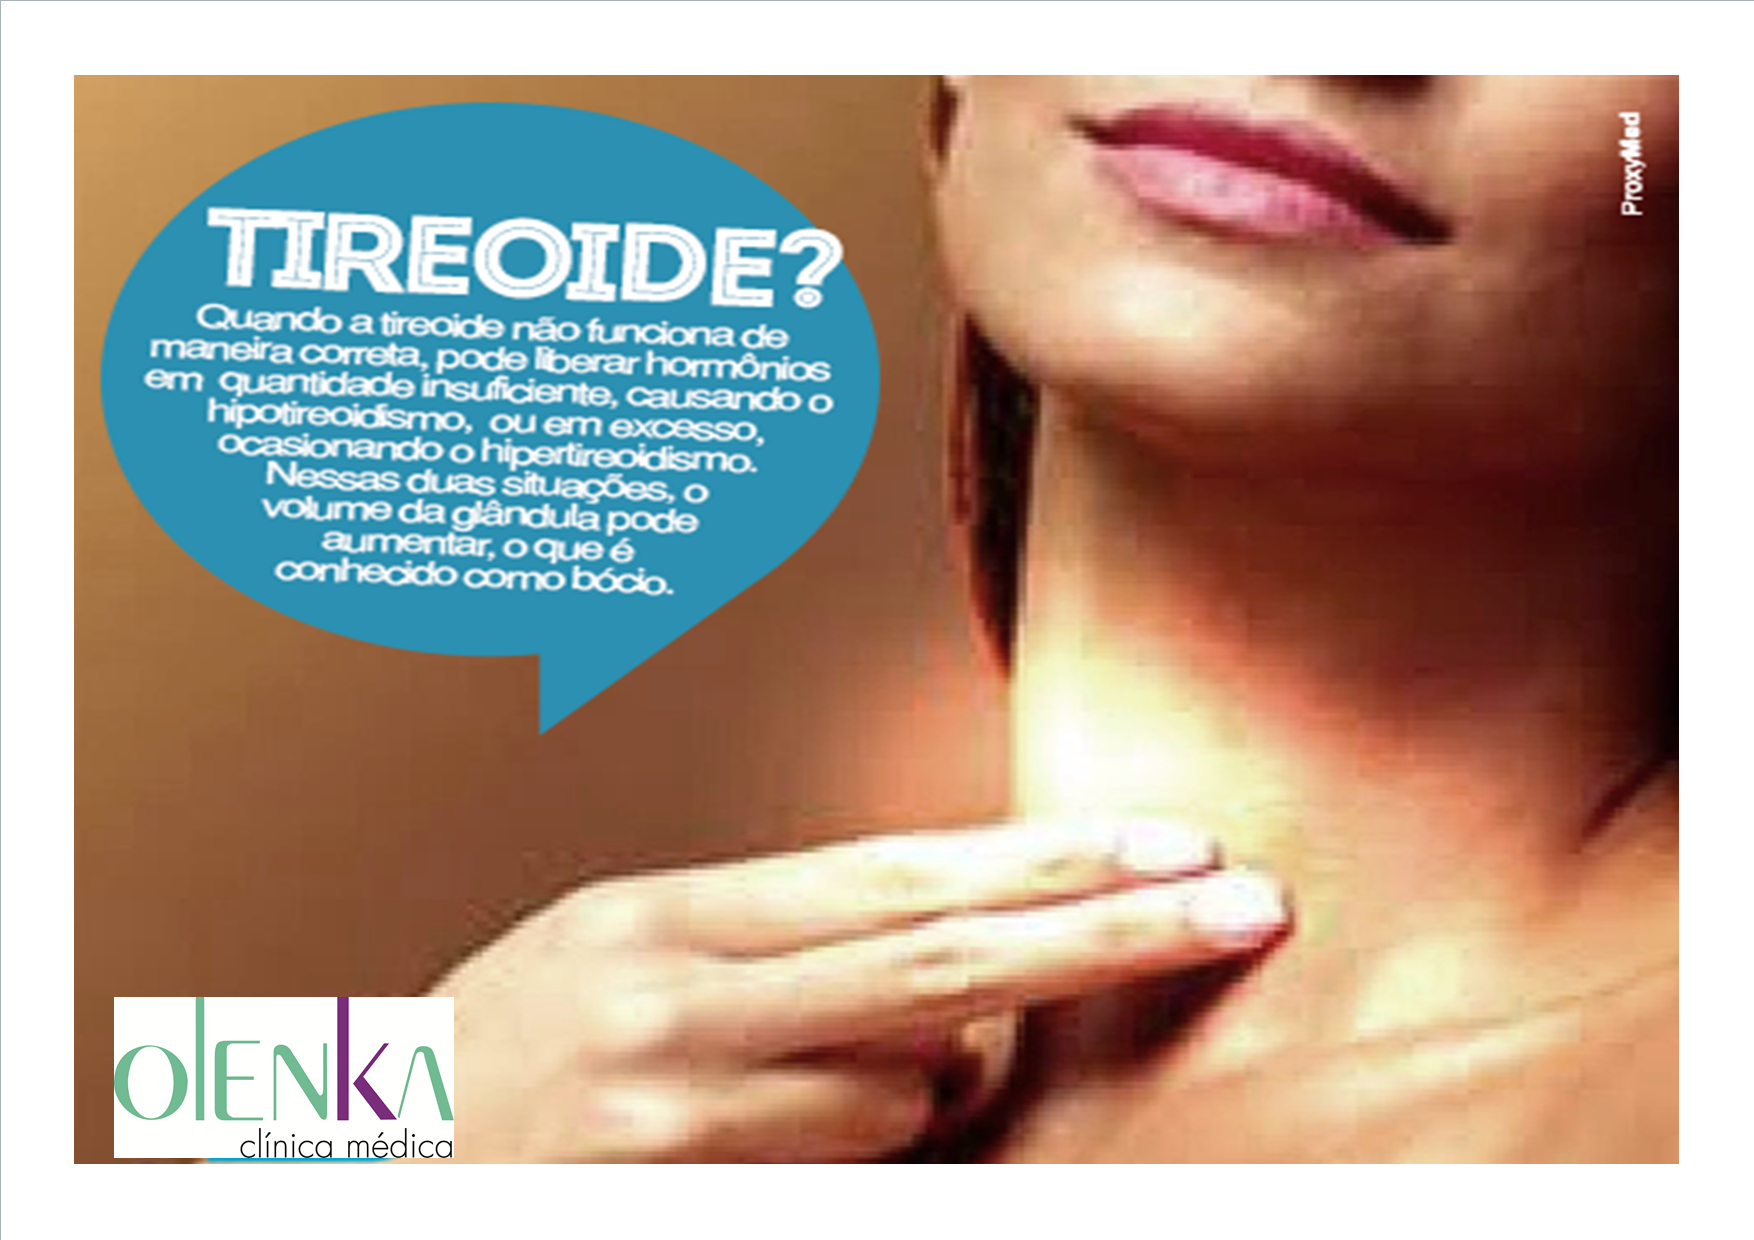 TIREOIDE?
Quando a tireoide não funciona de
maneira correta, pode liberar hormônios
em quantidade insuficiente, causando o
hipotireoidismo, ou em excesso,
ocasionando o hipertireoidismo.
Nessas duas situações, o
volume da glândula pode
aumentar, o que é
conhecido como bócio.
ProxyMed
OlENKA
clínica médica